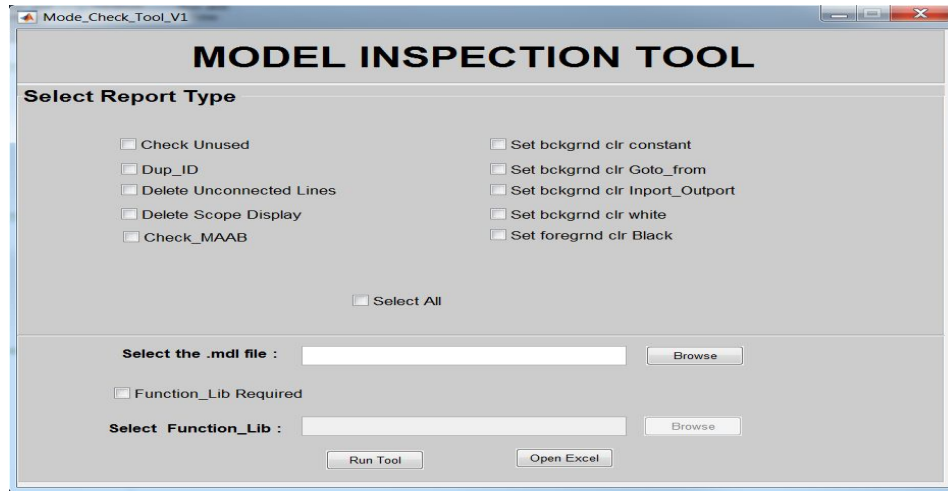 Mode_Check_Tool_V1
MODEL INSPECTION TOOL
Select Report Type
Check Unused
Dup_ID
Delete Unconnected Lines
Delete Scope Display
Check_MAAB
Set bckgrnd clr constant
Set bckgrnd clr Goto_from
Set bckgrnd clr Inport_Outport
Set bckgrnd clr white
Set foregrnd clr Black
Select All
Select the .mdl file :
Browse
Function_Lib Required
Select Function_Lib :
Browse
Run Tool
Open Excel